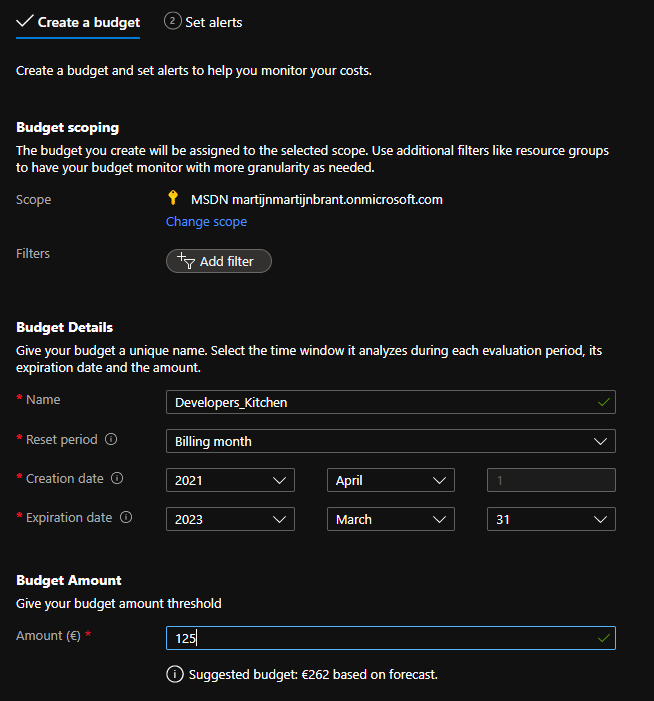 Create a budget
2 Set alerts
Create a budget and set alerts to help you monitor your costs.
Budget scoping
The budget you create will be assigned to the selected scope. Use additional filters like resource groups
to have your budget monitor with more granularity as needed.
Scope
MSDN martijnmartijnbrant.onmicrosoft.com
Change scope
Filters
Add filter
Budget Details
Give your budget a unique name. Select the time window it analyzes during each evaluation period, its
expiration date and the amount.
* Name
Developers_Kitchen
* Reset period
Billing month
* Creation date
2021 April 1
* Expiration date
2023 March 31
Budget Amount
Give your budget amount threshold
Amount (€) *
125
Suggested budget: €262 based on forecast.